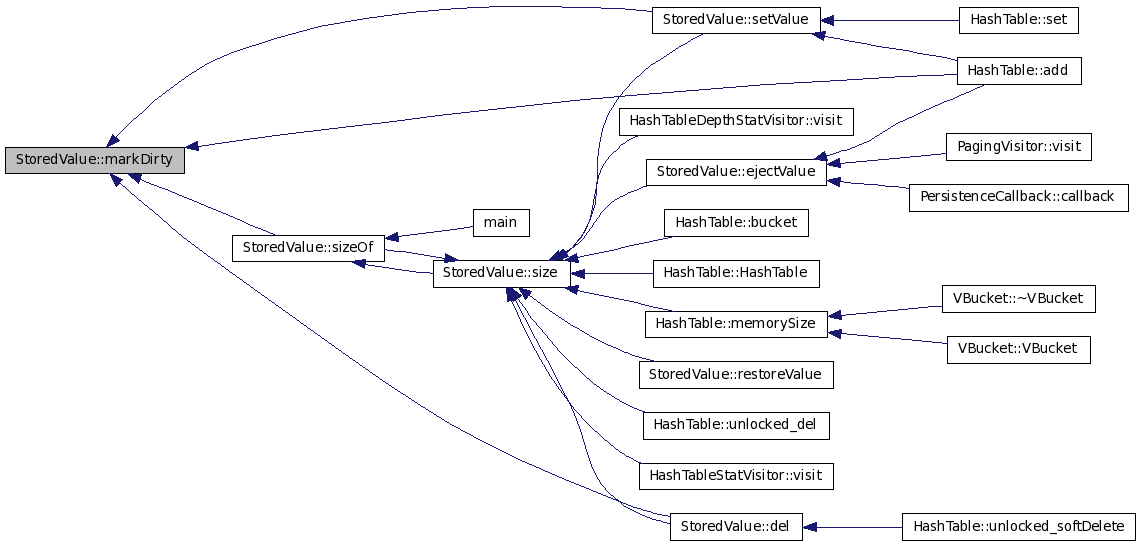 StoredValue::setValue
HashTable::set
HashTable::add
HashTableDepthStatVisitor::visit
StoredValue::markDirty
StoredValue::ejectValue
PagingVisitor::visit
PersistenceCallback::callback
main
HashTable::bucket
StoredValue::sizeOf
StoredValue::size
HashTable::HashTable
VBucket::~VBucket
HashTable::memorySize
VBucket::VBucket
StoredValue::restoreValue
HashTable::unlocked_del
HashTableStatVisitor::visit
StoredValue::del
HashTable::unlocked_softDelete